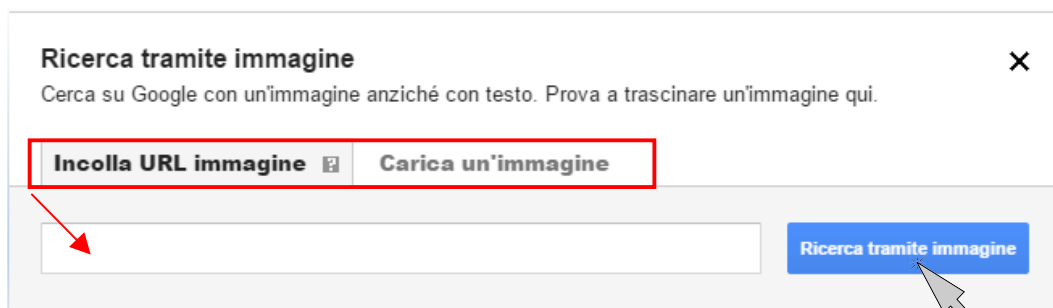 Ricerca tramite immagine
Cerca su Google con un'immagine anziché con testo. Prova a trascinare un'immagine qui.
Incolla URL immagine Carica un'immagine
Ricerca tramite immagine